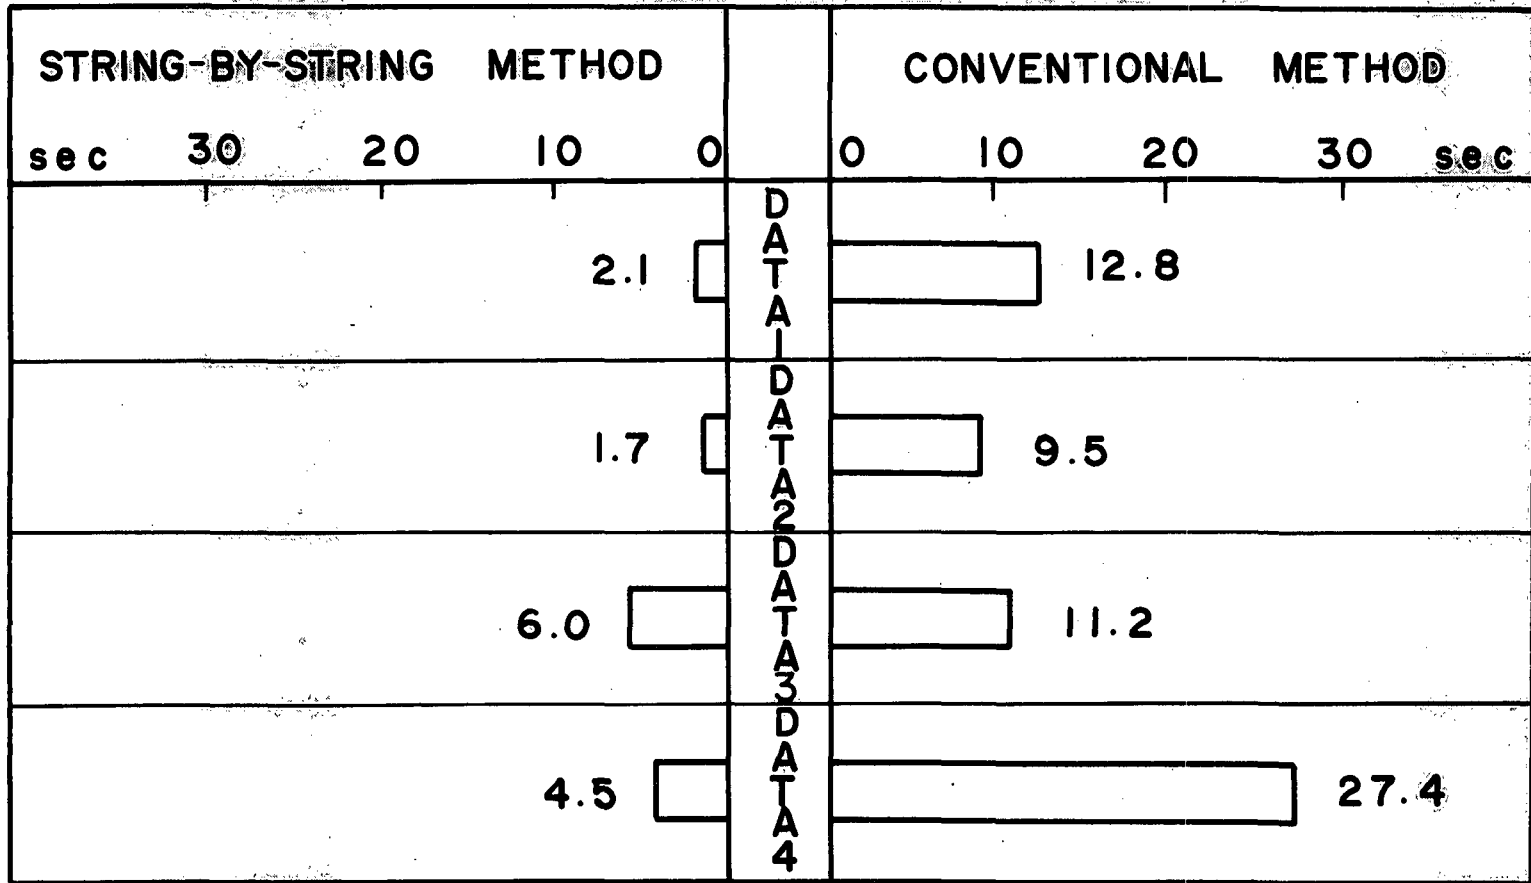 STRING-BY-STRING METHOD
CONVENTIONAL METHOD
sec 30 20 10 0
0 10 20 30 sec
2.1
DATA1
12.8
1.7
DATA2
9.5
6.0
DATA3
11.2
4.5
DATA4
27.4